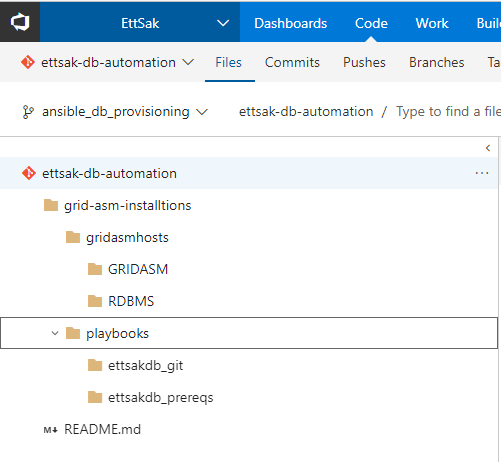 EttSak Dashboards Code Work Buil
ettsak-db-automation Files Commits Pushes Branches Ta
ansible_db_provisioning ettsak-db-automation / Type to find a file
ettsak-db-automation ...
grid-asm-installtions
gridasmhosts
GRIDASM
RDBMS
playbooks
ettsakdb_git
ettsakdb_prereqs
M↓ README.md